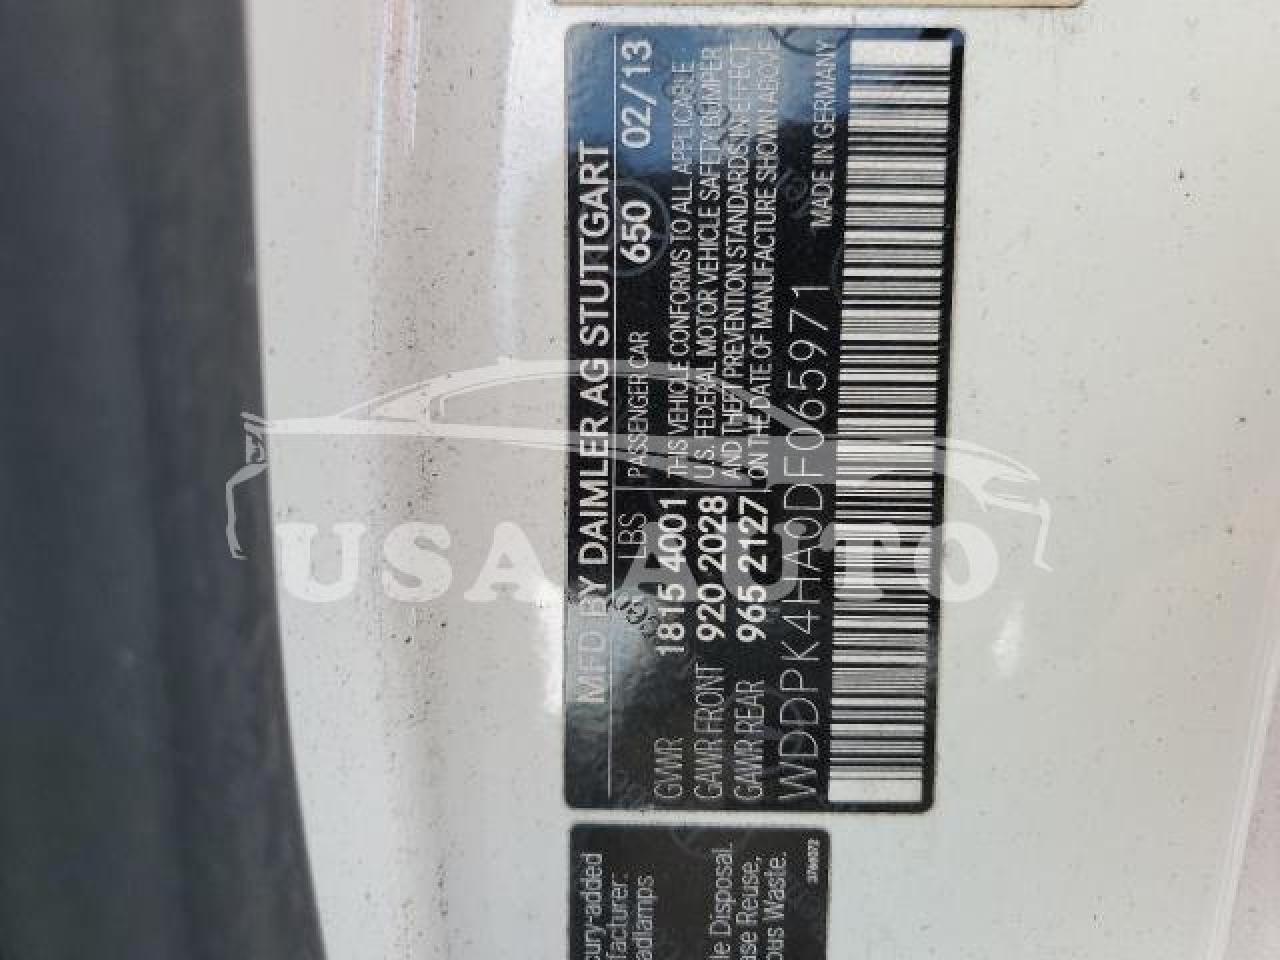 MFD BY DAIMLER AG STUTTGART
LBS PASSENGER CAR 650 02/13
GVWR 1815 4001 THIS VEHICLE CONFORMS TO ALL APPLICABLE
GAWR FRONT 920 2028 U.S. FEDERAL MOTOR VEHICLE SAFETY, BUMPER
GAWR REAR 965 2127 AND THEFT PREVENTION STANDARDS IN EFFECT
ON THE DATE OF MANUFACTURE SHOWN ABOVE
WDDPK4HA0DF065971 MADE IN GERMANY
cury-added
facturer.
adlamps
le Disposal.
ase Reuse,
ous Waste.
3766372
USA AUTO